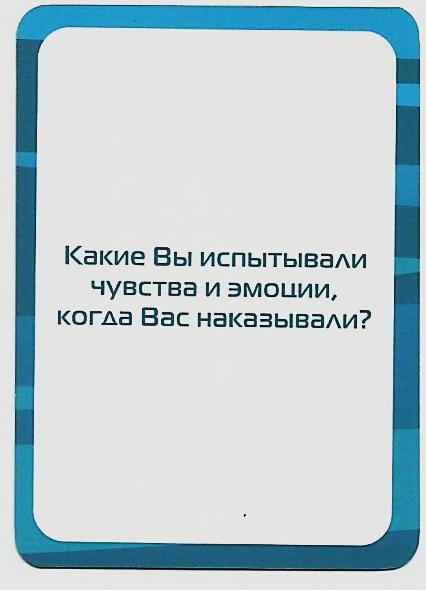 Какие Вы испытывали
чувства и эмоции,
когда Вас наказывали?